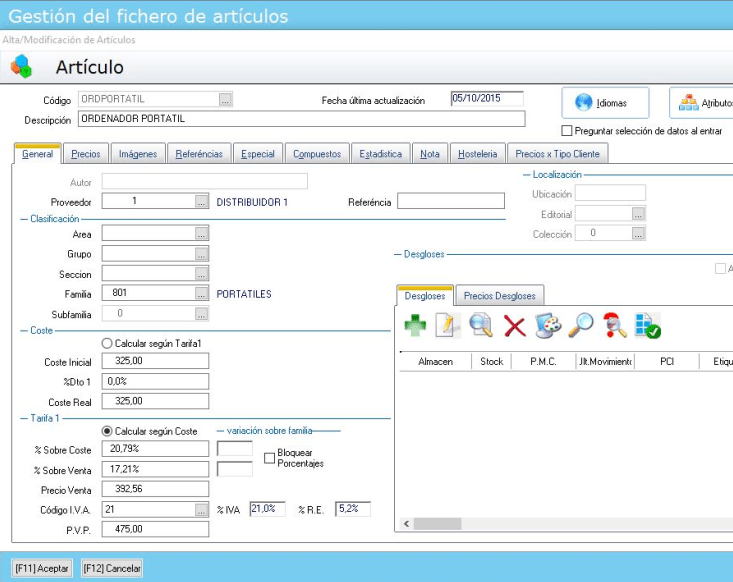 Gestión del fichero de artículos
Alta/Modificación de Artículos
Artículo
Código ORDPORTATIL ... Fecha última actualización 05/10/2015 Idiomas Atributo
Descripción ORDENADOR PORTATIL
Preguntar selección de datos al entrar
General Precios Imágenes Referéncias Especial Compuestos Estadistica Nota Hosteleria Precios x Tipo Cliente
Autor
Proveedor 1 ... DISTRIBUIDOR 1 Referéncia
Localización
Ubicación
Editorial ...
Colección 0 ...
Clasificación
Area ...
Grupo ...
Seccion ...
Familia 801 ... PORTATILES
Subfamilia 0 ...
Coste
Calcular según Tarifa1
Coste Inicial 325,00
%Dto 1 0,0%
Coste Real 325,00
Tarifa 1
Calcular según Coste
variación sobre familia
% Sobre Coste 20,79%
% Sobre Venta 17,21%
Bloquear
Porcentajes
Precio Venta 392,56
Código I.V.A. 21 ... % IVA 21,0% % R.E. 5,2%
P.V.P. 475,00
Desgloses
A
Desgloses Precios Desgloses
Almacen Stock P.M.C. Jlt.Movimiento PCI Etiqu
[F11] Aceptar [F12] Cancelar